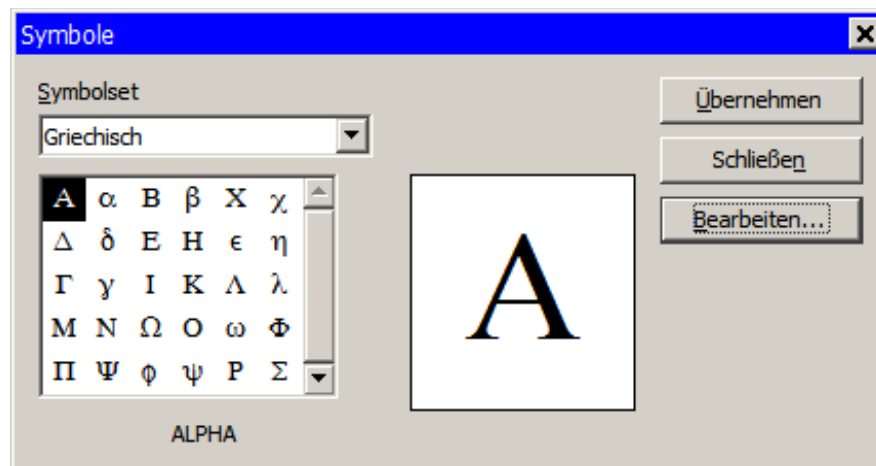 Symbole
Symbolset
Griechisch
Α α Β β Χ χ
Δ δ Ε Η ϵ η
Γ γ Ι Κ Λ λ
Μ Ν Ω Ο ω Φ
Π Ψ ϕ ψ Ρ Σ
ALPHA
Α
Übernehmen
Schließen
Bearbeiten...